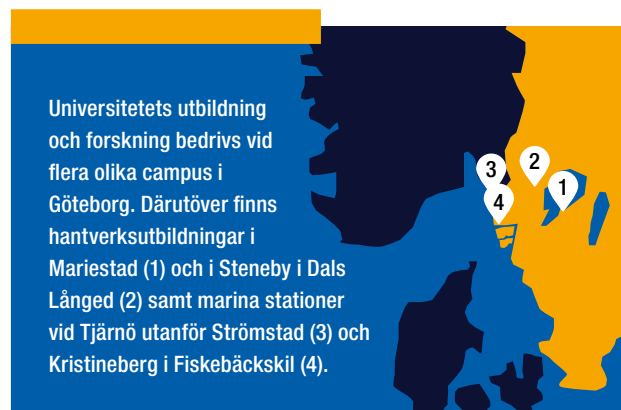 Universitetets utbildning
och forskning bedrivs vid
flera olika campus i
Göteborg. Därutöver finns
hantverksutbildningar i
Mariestad (1) och i Steneby i Dals
Långed (2) samt marina stationer
vid Tjärnö utanför Strömstad (3) och
Kristineberg i Fiskebäckskil (4).
2
3
1
4